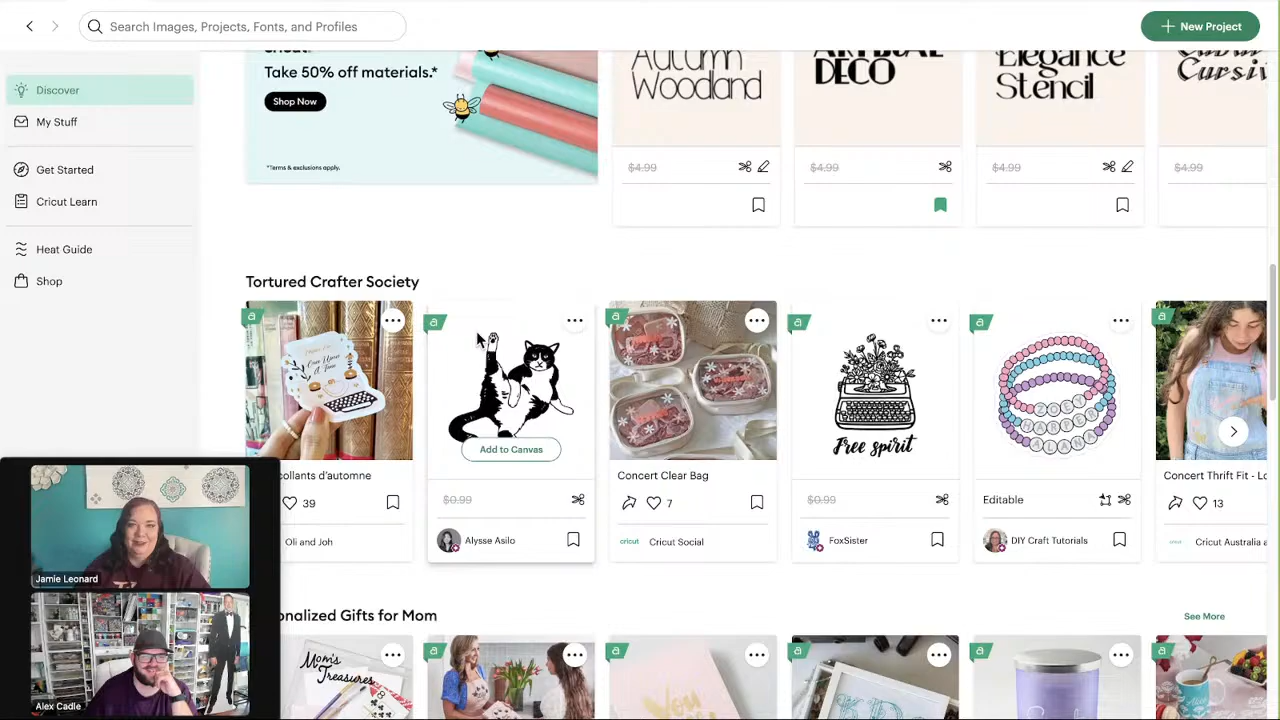 Search Images, Projects, Fonts, and Profiles
New Project
Discover
My Stuff
Get Started
Cricut Learn
Heat Guide
Shop
Take 50% off materials.*
Shop Now
*Terms & exclusions apply.
Autumn
Woodland
DECO
Elegance
Stencil
Cursiv
$4.99
$4.99
$4.99
$4.99
Tortured Crafter Society
Add to Canvas
Free spirit
collants d'automne
39
Oli and Joh
$0.99
Alysse Asilo
Concert Clear Bag
7
cricut
Cricut Social
$0.99
FoxSister
Editable
DIY Craft Tutorials
Concert Thrift Fit - Lo
13
cricut
Cricut Australia a
onalized Gifts for Mom
See More
Mom's
Treasures
Jamie Leonard
Alex Cadle